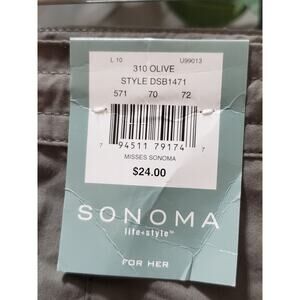 L 10 U99013
310 OLIVE
STYLE DSB1471
571 70 72
7 94511 79174 7
MISSES SONOMA
$24.00
SONOMA
life+style™
FOR HER